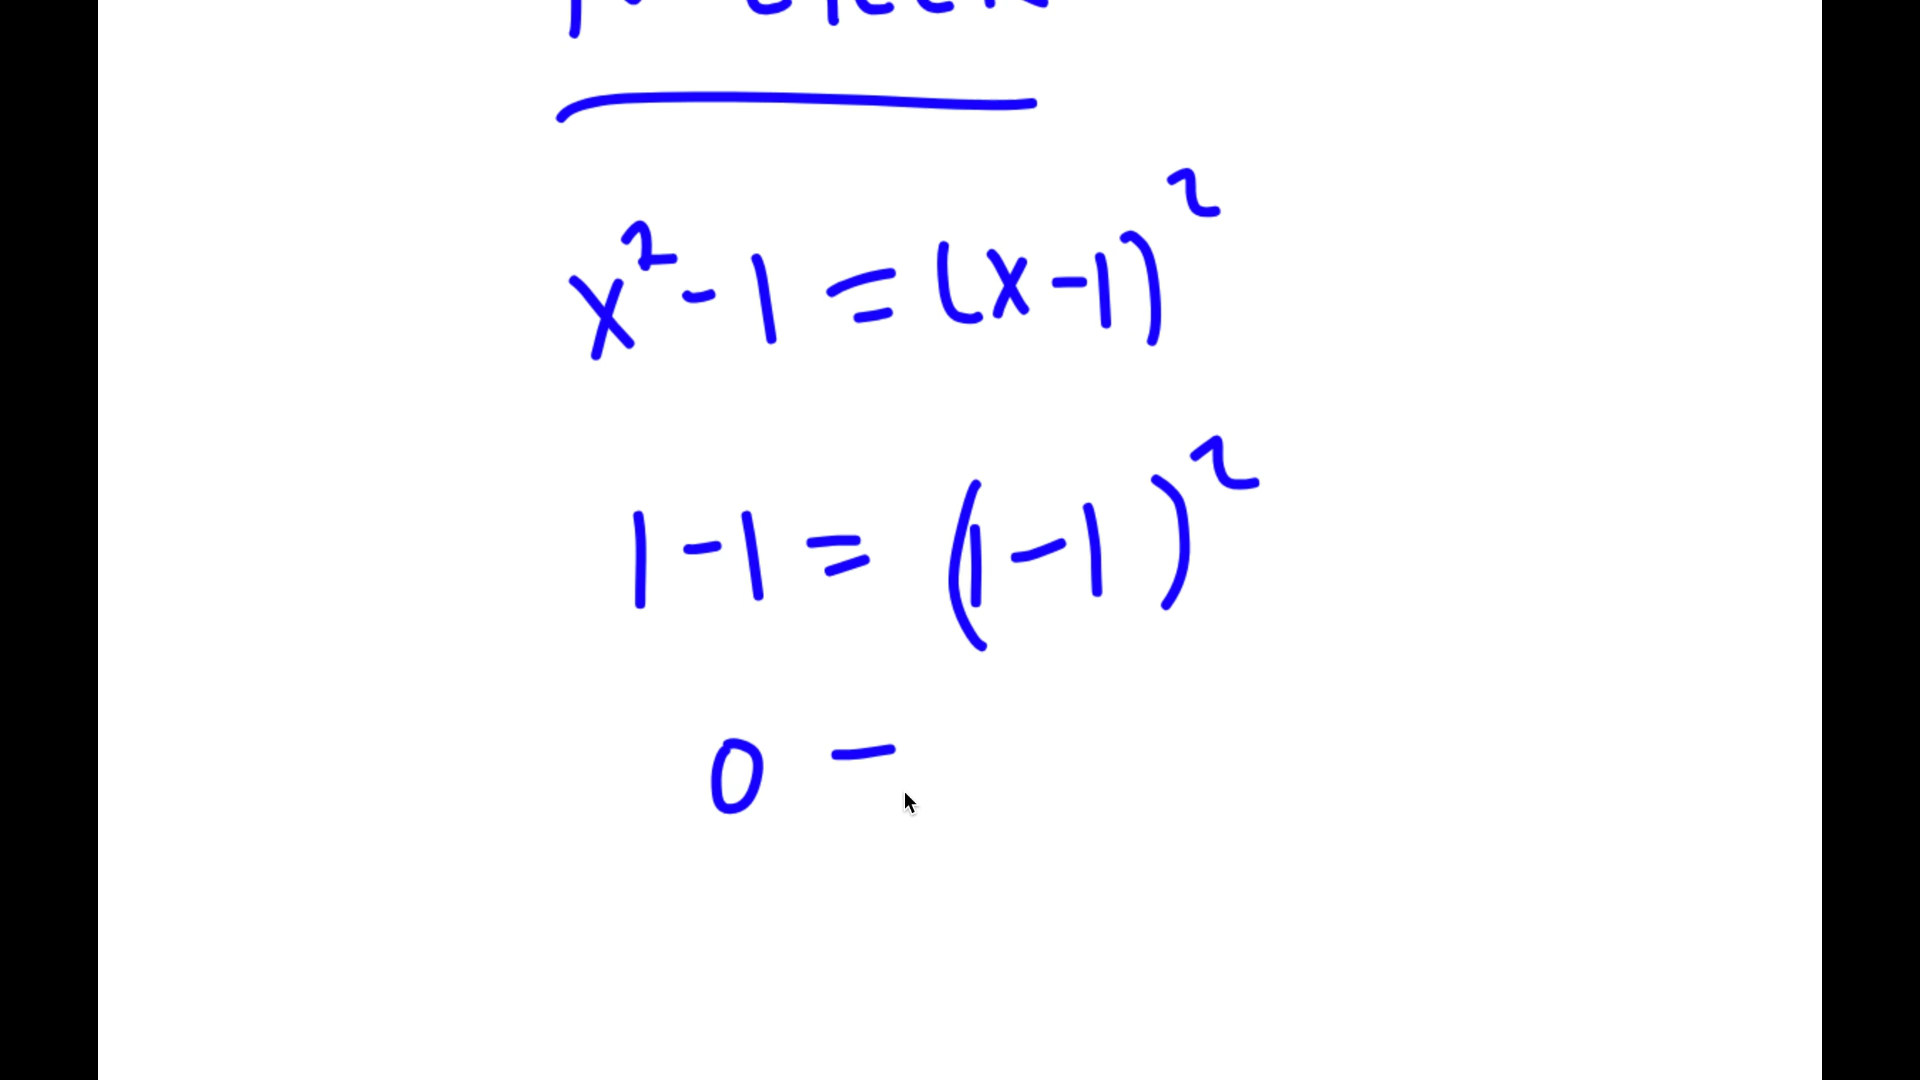 x² - 1 = (x - 1)²
1 - 1 = (1 - 1)²
0 -